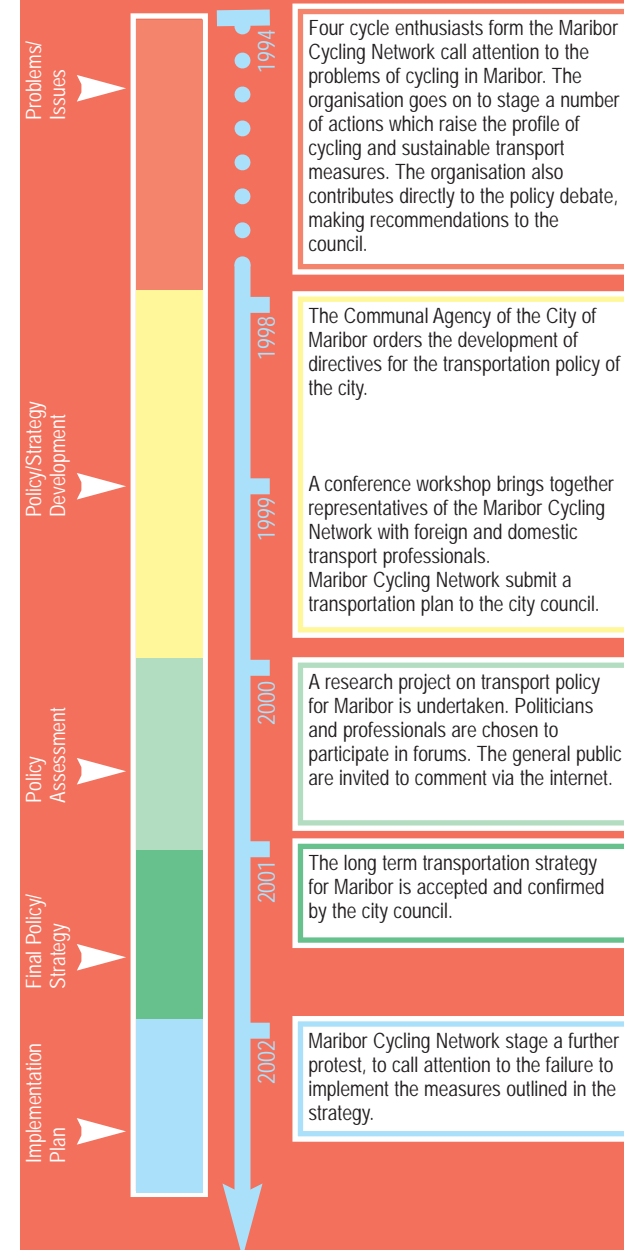 Problems/
Issues
1994
Four cycle enthusiasts form the Maribor
Cycling Network call attention to the
problems of cycling in Maribor. The
organisation goes on to stage a number
of actions which raise the profile of
cycling and sustainable transport
measures. The organisation also
contributes directly to the policy debate,
making recommendations to the
council.
Policy/Strategy
Development
1998
The Communal Agency of the City of
Maribor orders the development of
directives for the transportation policy of
the city.
1999
A conference workshop brings together
representatives of the Maribor Cycling
Network with foreign and domestic
transport professionals.
Maribor Cycling Network submit a
transportation plan to the city council.
Policy
Assessment
2000
A research project on transport policy
for Maribor is undertaken. Politicians
and professionals are chosen to
participate in forums. The general public
are invited to comment via the internet.
Final Policy/
Strategy
2001
The long term transportation strategy
for Maribor is accepted and confirmed
by the city council.
Implementation
Plan
2002
Maribor Cycling Network stage a further
protest, to call attention to the failure to
implement the measures outlined in the
strategy.